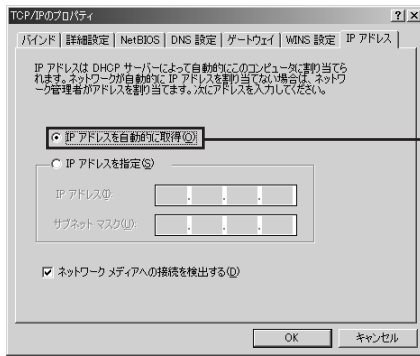 TCP/IPのプロパティ
バインド 詳細設定 NetBIOS DNS 設定 ゲートウェイ WINS 設定 IP アドレス
IP アドレスは DHCP サーバーによって自動的にこのコンピュータに割り当てら
れます。ネットワークが自動的に IP アドレスを割り当てない場合は、ネットワ
ーク管理者がアドレスを割り当てます。次にアドレスを入力してください。
IP アドレスを自動的に取得(O)
IP アドレスを指定(S)
IP アドレス(I):
サブネット マスク(U):
ネットワーク メディアへの接続を検出する(D)
OK キャンセル